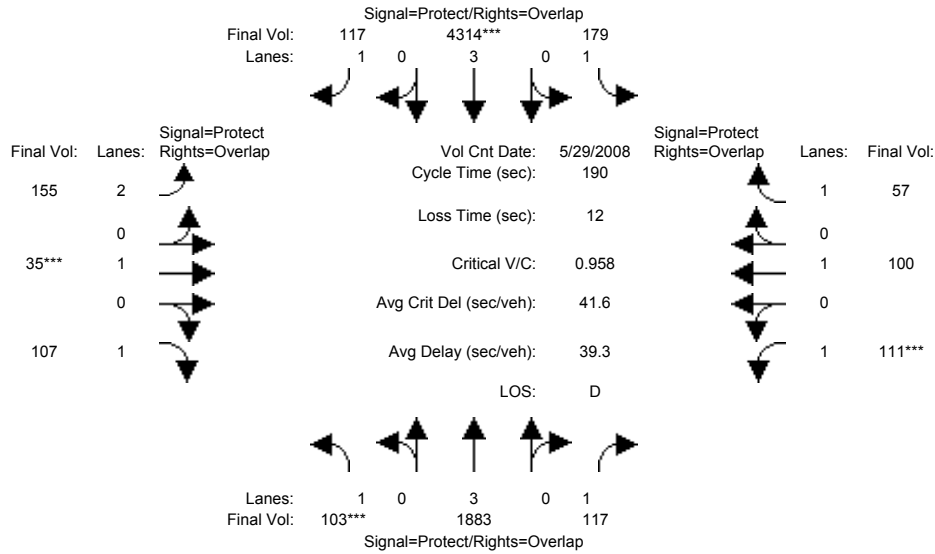 Signal=Protect/Rights=Overlap
Final Vol: 117 4314*** 179
Lanes: 1 0 3 0 1
Signal=Protect Signal=Protect
Final Vol: Lanes: Rights=Overlap Vol Cnt Date: 5/29/2008 Rights=Overlap Lanes: Final Vol:
Cycle Time (sec): 190
155 2 1 57
Loss Time (sec): 12
0 0
35*** 1 Critical V/C: 0.958 1 100
0 Avg Crit Del (sec/veh): 41.6 0
107 1 Avg Delay (sec/veh): 39.3 1 111***
LOS: D
Lanes: 1 0 3 0 1
Final Vol: 103*** 1883 117
Signal=Protect/Rights=Overlap